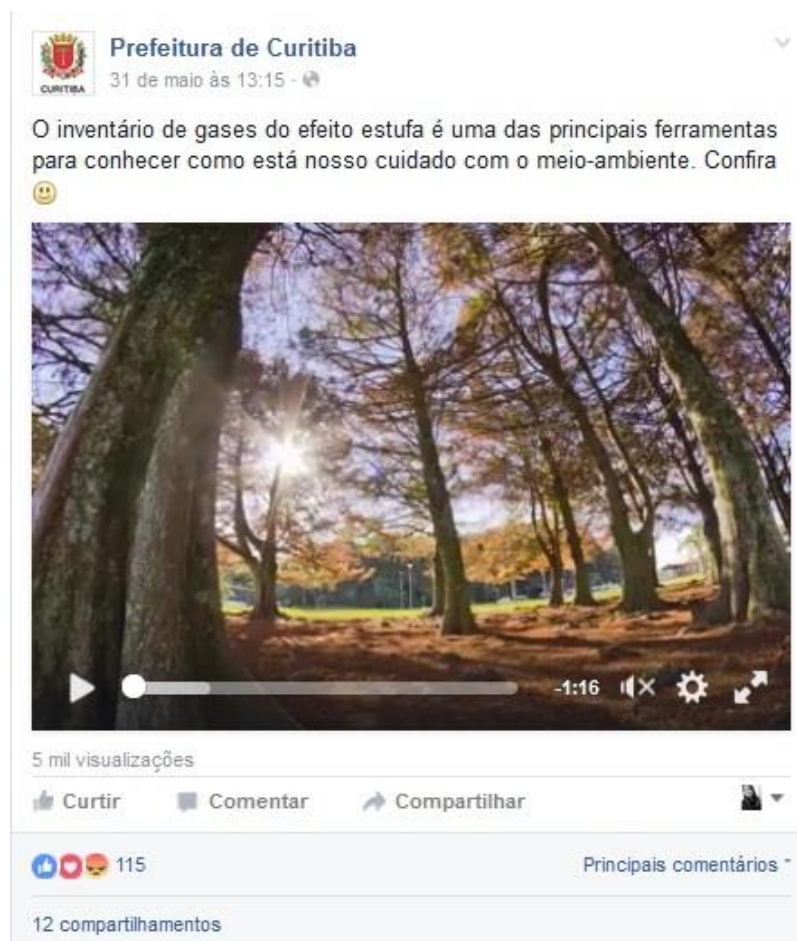 CURITIBA
Prefeitura de Curitiba
31 de maio às 13:15 ·
O inventário de gases do efeito estufa é uma das principais ferramentas
para conhecer como está nosso cuidado com o meio-ambiente. Confira
-1:16
5 mil visualizações
Curtir Comentar Compartilhar
115 Principais comentários
12 compartilhamentos